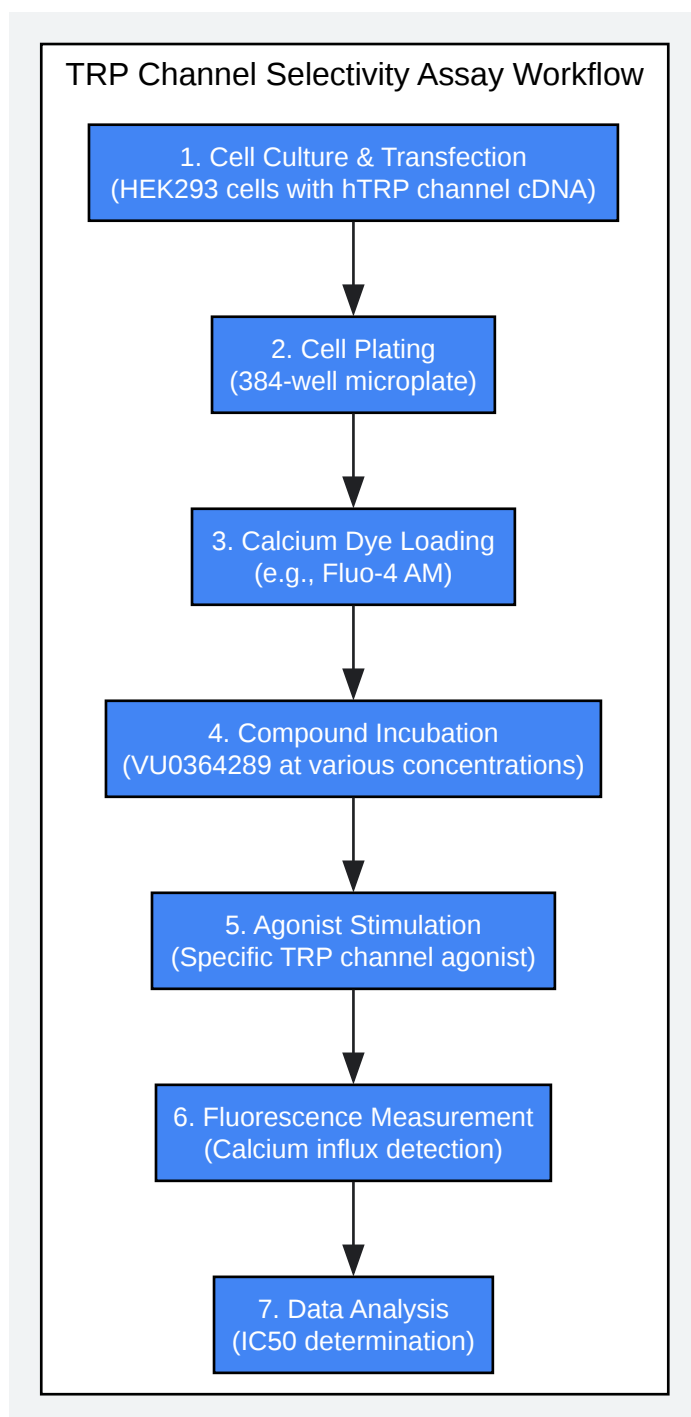 TRP Channel Selectivity Assay Workflow
1. Cell Culture & Transfection
(HEK293 cells with hTRP channel cDNA)
2. Cell Plating
(384-well microplate)
3. Calcium Dye Loading
(e.g., Fluo-4 AM)
4. Compound Incubation
(VU0364289 at various concentrations)
5. Agonist Stimulation
(Specific TRP channel agonist)
6. Fluorescence Measurement
(Calcium influx detection)
7. Data Analysis
(IC50 determination)